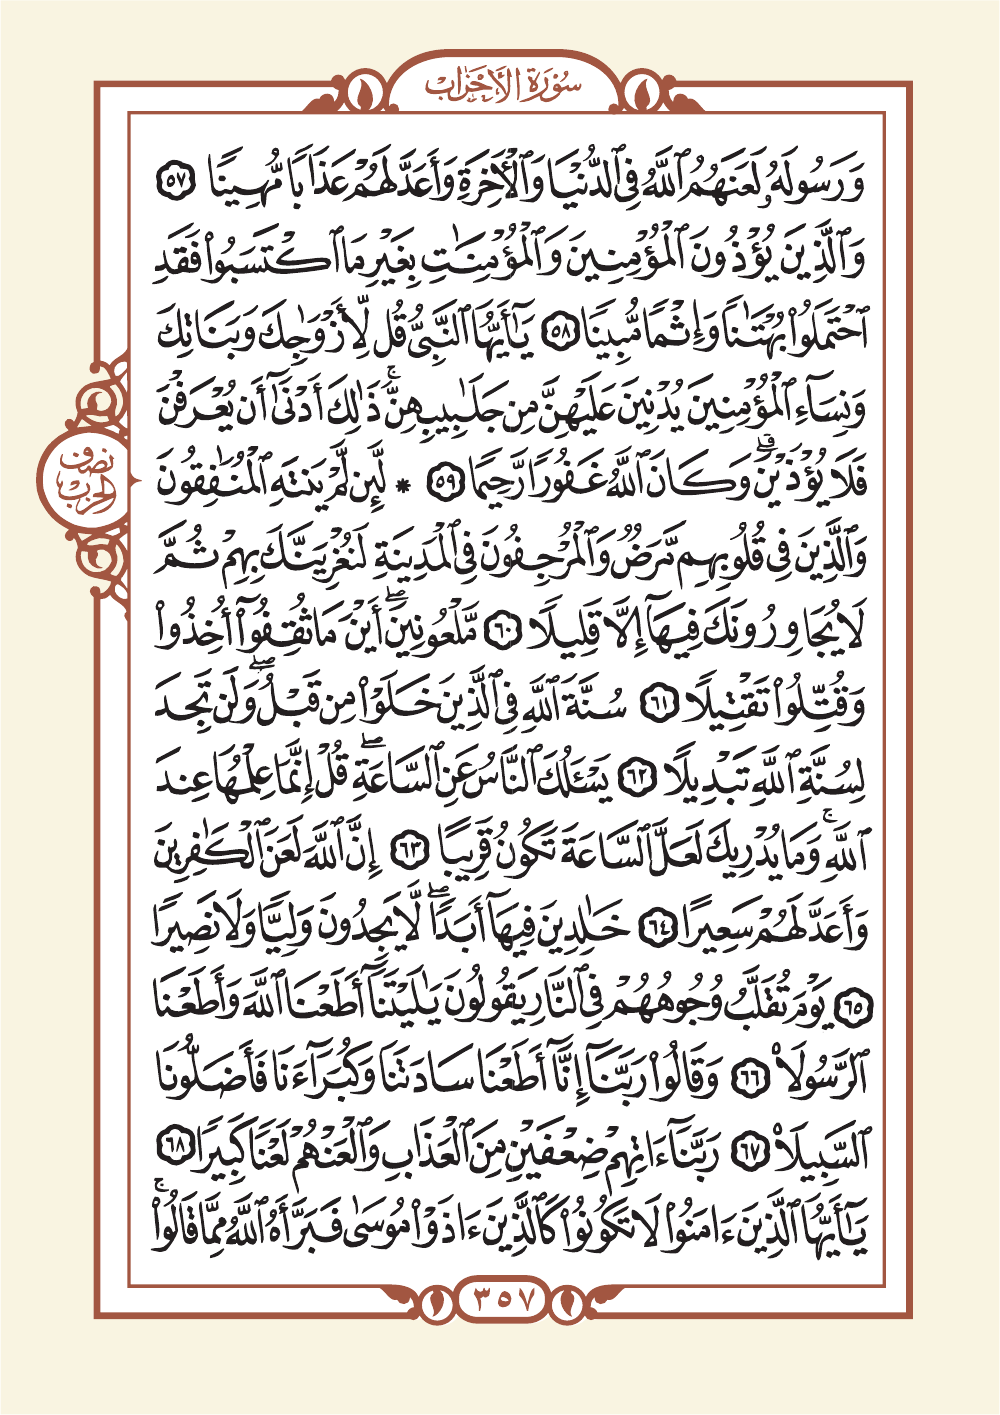 سُورَةُ الأَحْزَابِ
وَرَسُولَهُۥ لَعَنَهُمُ ٱللَّهُ فِى ٱلدُّنْيَا وَٱلْأَخِرَةِ وَأَعَدَّ لَهُمْ عَذَابًا مُّهِينًا ٥٧
وَٱلَّذِينَ يُؤْذُونَ ٱلْمُؤْمِنِينَ وَٱلْمُؤْمِنَٰتِ بِغَيْرِ مَا ٱكْتَسَبُوا۟ فَقَدِ
ٱحْتَمَلُوا۟ بُهْتَٰنًا وَإِثْمًا مُّبِينًا ٥٨ يَٰٓأَيُّهَا ٱلنَّبِىُّ قُل لِّأَزْوَٰجِكَ وَبَنَاتِكَ
وَنِسَآءِ ٱلْمُؤْمِنِينَ يُدْنِينَ عَلَيْهِنَّ مِن جَلَٰبِيبِهِنَّ ۚ ذَٰلِكَ أَدْنَىٰٓ أَن يُعْرَفْنَ
فَلَا يُؤْذَيْنَ ۗ وَكَانَ ٱللَّهُ غَفُورًا رَّحِيمًا ٥٩ * لَّئِن لَّمْ يَنتَهِ ٱلْمُنَٰفِقُونَ
نصف
الحزب
وَٱلَّذِينَ فِى قُلُوبِهِم مَّرَضٌ وَٱلْمُرْجِفُونَ فِى ٱلْمَدِينَةِ لَنُغْرِيَنَّكَ بِهِمْ ثُمَّ
لَا يُجَاوِرُونَكَ فِيهَآ إِلَّا قَلِيلًا ٦٠ مَّلْعُونِينَ ۖ أَيْنَمَا ثُقِفُوٓا۟ أُخِذُوا۟
وَقُتِّلُوا۟ تَقْتِيلًا ٦١ سُنَّةَ ٱللَّهِ فِى ٱلَّذِينَ خَلَوْا۟ مِن قَبْلُ ۖ وَلَن تَجِدَ
لِسُنَّةِ ٱللَّهِ تَبْدِيلًا ٦٢ يَسْـَٔلُكَ ٱلنَّاسُ عَنِ ٱلسَّاعَةِ ۖ قُلْ إِنَّمَا عِلْمُهَا عِندَ
ٱللَّهِ ۚ وَمَا يُدْرِيكَ لَعَلَّ ٱلسَّاعَةَ تَكُونُ قَرِيبًا ٦٣ إِنَّ ٱللَّهَ لَعَنَ ٱلْكَٰفِرِينَ
وَأَعَدَّ لَهُمْ سَعِيرًا ٦٤ خَٰلِدِينَ فِيهَآ أَبَدًا ۖ لَّا يَجِدُونَ وَلِيًّا وَلَا نَصِيرًا
٦٥ يَوْمَ تُقَلَّبُ وُجُوهُهُمْ فِى ٱلنَّارِ يَقُولُونَ يَٰلَيْتَنَآ أَطَعْنَا ٱللَّهَ وَأَطَعْنَا
ٱلرَّسُولَا۠ ٦٦ وَقَالُوا۟ رَبَّنَآ إِنَّآ أَطَعْنَا سَادَتَنَا وَكُبَرَآءَنَا فَأَضَلُّونَا
ٱلسَّبِيلَا۠ ٦٧ رَبَّنَآ ءَاتِهِمْ ضِعْفَيْنِ مِنَ ٱلْعَذَابِ وَٱلْعَنْهُمْ لَعْنًا كَبِيرًا ٦٨
يَٰٓأَيُّهَا ٱلَّذِينَ ءَامَنُوا۟ لَا تَكُونُوا۟ كَٱلَّذِينَ ءَاذَوْا۟ مُوسَىٰ فَبَرَّأَهُ ٱللَّهُ مِمَّا قَالُوا۟ ۚ
٣٥٧